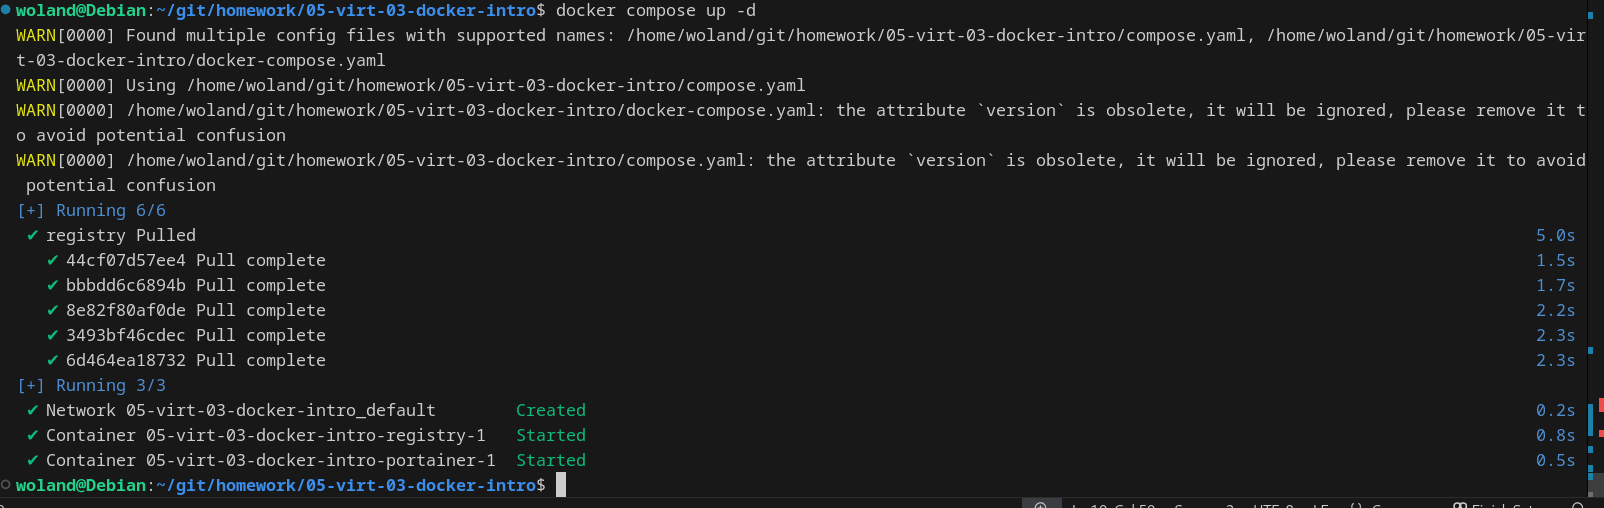 woland@Debian:~/git/homework/05-virt-03-docker-intro$ docker compose up -d
WARN[0000] Found multiple config files with supported names: /home/woland/git/homework/05-virt-03-docker-intro/compose.yaml, /home/woland/git/homework/05-vir
t-03-docker-intro/docker-compose.yaml
WARN[0000] Using /home/woland/git/homework/05-virt-03-docker-intro/compose.yaml
WARN[0000] /home/woland/git/homework/05-virt-03-docker-intro/docker-compose.yaml: the attribute `version` is obsolete, it will be ignored, please remove it t
o avoid potential confusion
WARN[0000] /home/woland/git/homework/05-virt-03-docker-intro/compose.yaml: the attribute `version` is obsolete, it will be ignored, please remove it to avoid
potential confusion
[+] Running 6/6
✔ registry Pulled 5.0s
✔ 44cf07d57ee4 Pull complete 1.5s
✔ bbbdd6c6894b Pull complete 1.7s
✔ 8e82f80af0de Pull complete 2.2s
✔ 3493bf46cdec Pull complete 2.3s
✔ 6d464ea18732 Pull complete 2.3s
[+] Running 3/3
✔ Network 05-virt-03-docker-intro_default Created 0.2s
✔ Container 05-virt-03-docker-intro-registry-1 Started 0.8s
✔ Container 05-virt-03-docker-intro-portainer-1 Started 0.5s
woland@Debian:~/git/homework/05-virt-03-docker-intro$